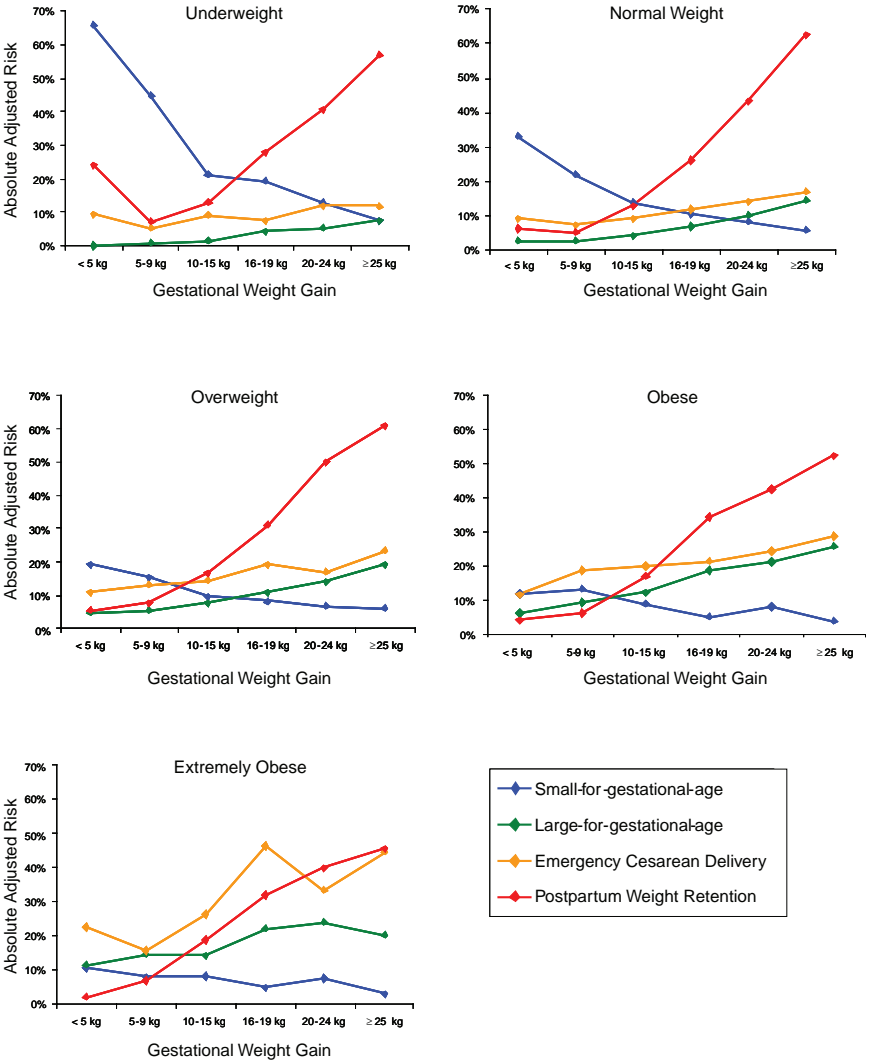 Underweight
Absolute Adjusted Risk
70%
60%
50%
40%
30%
20%
10%
0%
< 5 kg 5-9 kg 10-15 kg 16-19 kg 20-24 kg ≥25 kg
Gestational Weight Gain
Normal Weight
70%
60%
50%
40%
30%
20%
10%
0%
< 5 kg 5-9 kg 10-15 kg 16-19 kg 20-24 kg ≥25 kg
Gestational Weight Gain
Overweight
Absolute Adjusted Risk
70%
60%
50%
40%
30%
20%
10%
0%
< 5 kg 5-9 kg 10-15 kg 16-19 kg 20-24 kg ≥25 kg
Gestational Weight Gain
Obese
70%
60%
50%
40%
30%
20%
10%
0%
< 5 kg 5-9 kg 10-15 kg 16-19 kg 20-24 kg ≥25 kg
Gestational Weight Gain
Extremely Obese
Absolute Adjusted Risk
70%
60%
50%
40%
30%
20%
10%
0%
< 5 kg 5-9 kg 10-15 kg 16-19 kg 20-24 kg ≥25 kg
Gestational Weight Gain
Small-for-gestational-age
Large-for-gestational-age
Emergency Cesarean Delivery
Postpartum Weight Retention